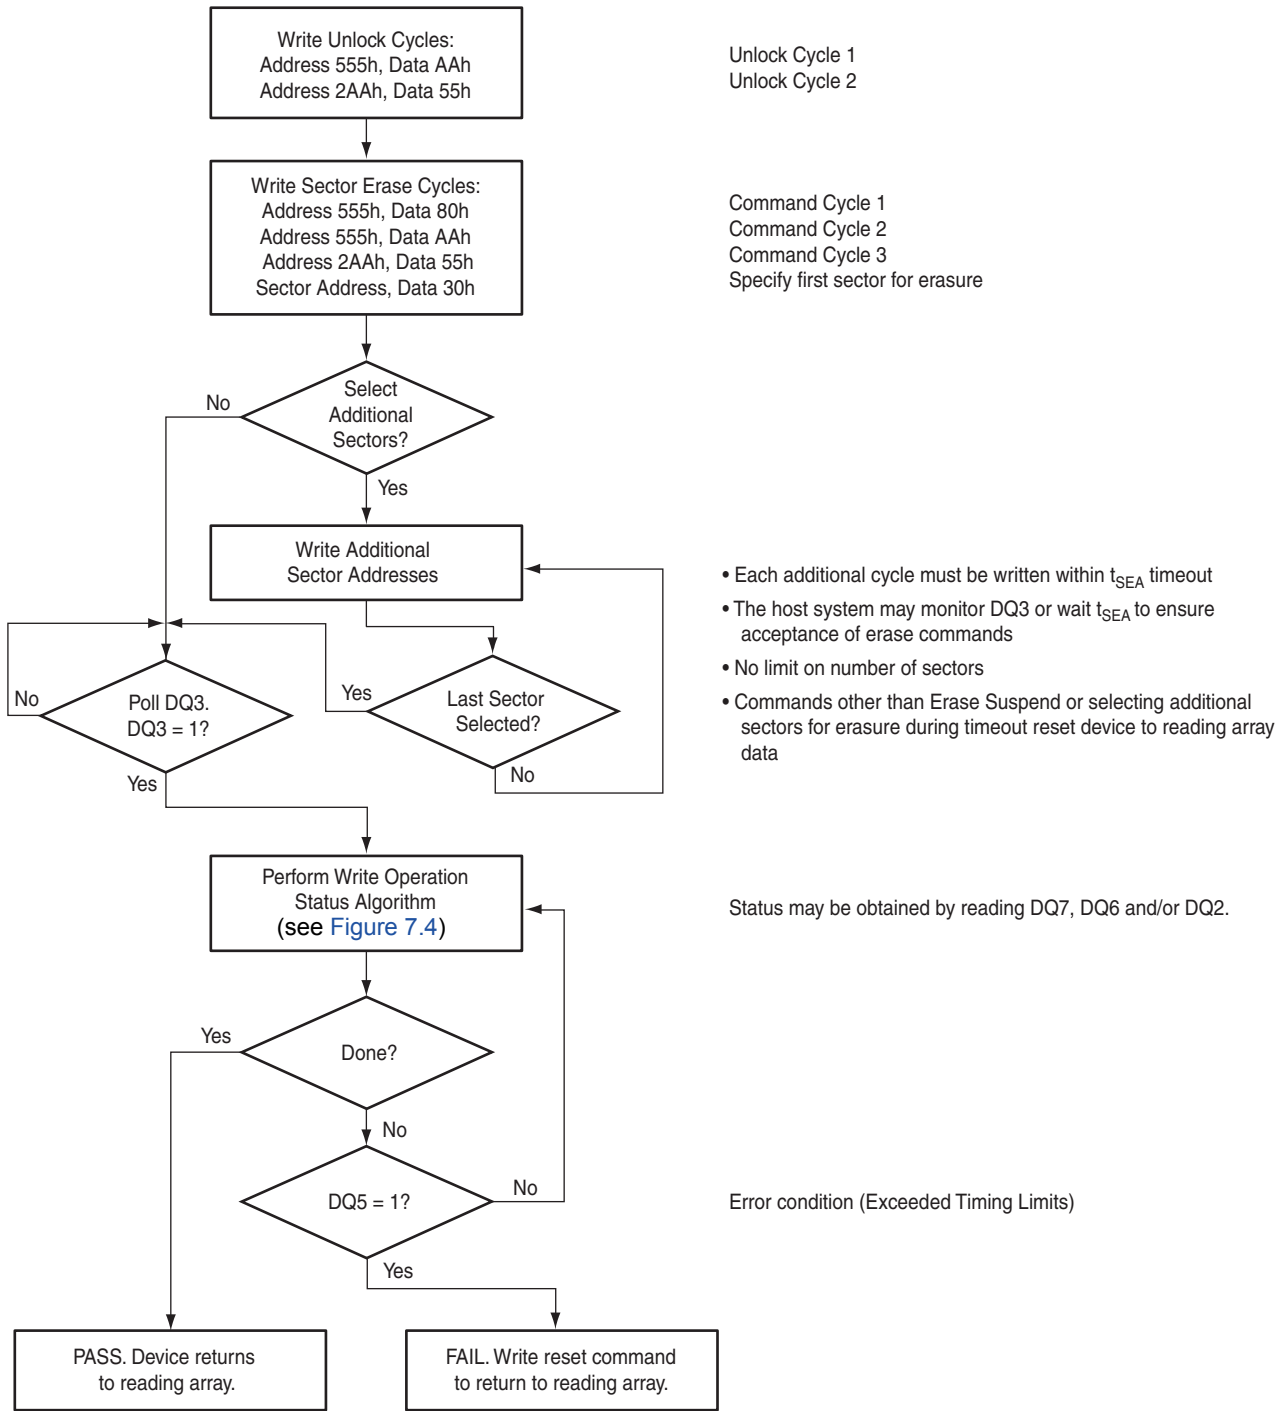 Write Unlock Cycles:
Address 555h, Data AAh
Address 2AAh, Data 55h
Unlock Cycle 1
Unlock Cycle 2
Write Sector Erase Cycles:
Address 555h, Data 80h
Address 555h, Data AAh
Address 2AAh, Data 55h
Sector Address, Data 30h
Command Cycle 1
Command Cycle 2
Command Cycle 3
Specify first sector for erasure
Select
Additional
Sectors?
No
Yes
Write Additional
Sector Addresses
• Each additional cycle must be written within tSEA timeout
• The host system may monitor DQ3 or wait tSEA to ensure
acceptance of erase commands
• No limit on number of sectors
• Commands other than Erase Suspend or selecting additional
sectors for erasure during timeout reset device to reading array
data
No
Poll DQ3.
DQ3 = 1?
Yes
Yes
Last Sector
Selected?
No
Perform Write Operation
Status Algorithm
(see Figure 7.4)
Status may be obtained by reading DQ7, DQ6 and/or DQ2.
Yes
Done?
No
DQ5 = 1?
No
Yes
Error condition (Exceeded Timing Limits)
PASS. Device returns
to reading array.
FAIL. Write reset command
to return to reading array.